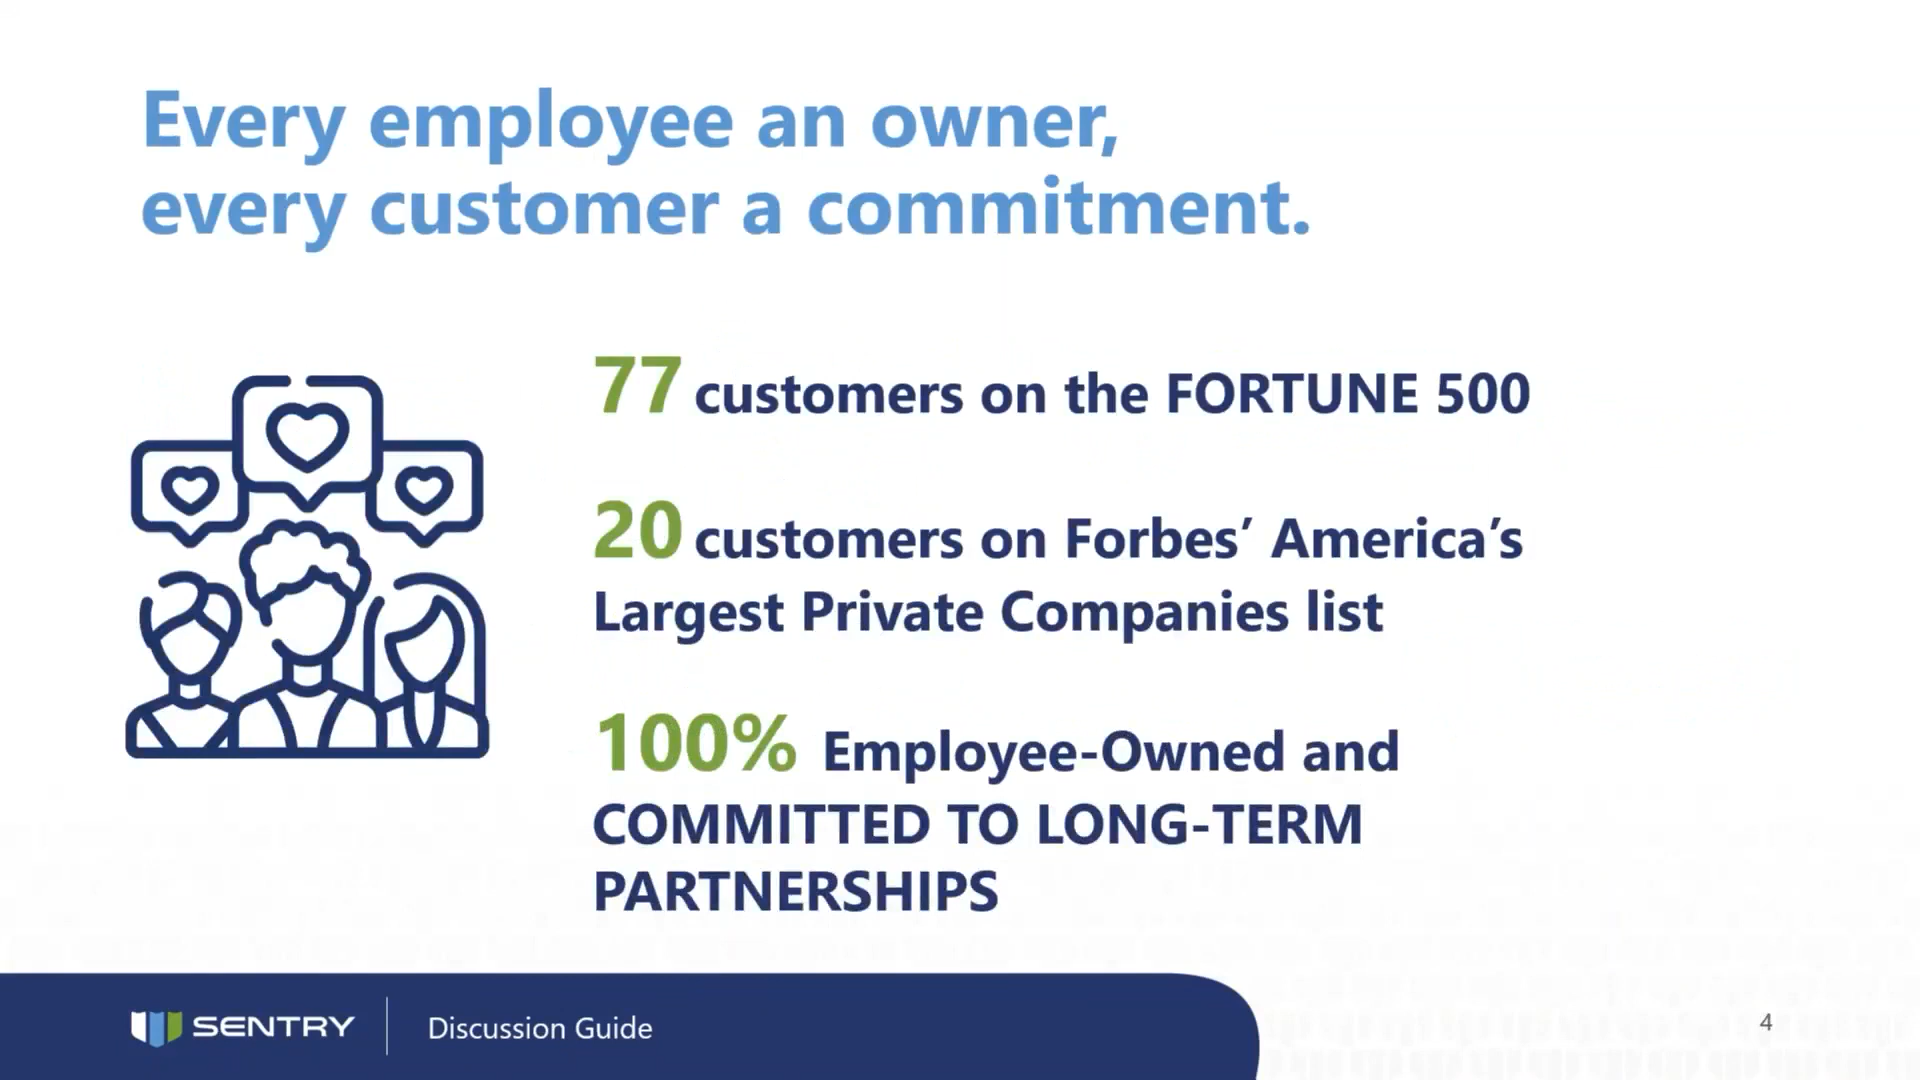 Every employee an owner,
every customer a commitment.
77 customers on the FORTUNE 500
20 customers on Forbes’ America’s
Largest Private Companies list
100% Employee-Owned and
COMMITTED TO LONG-TERM
PARTNERSHIPS
SENTRY
Discussion Guide
4